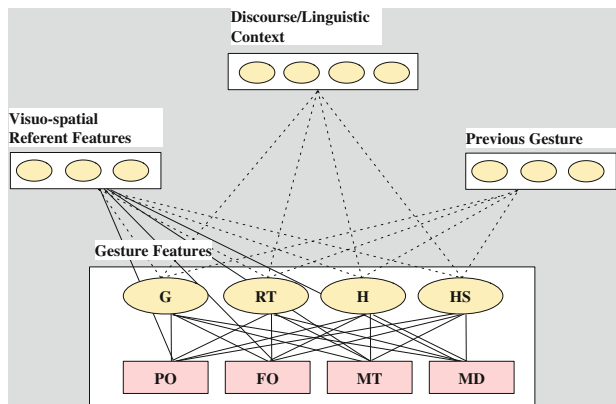 Discourse/Linguistic
Context
Visuo-spatial
Referent Features
Previous Gesture
Gesture Features
G RT H HS
PO FO MT MD